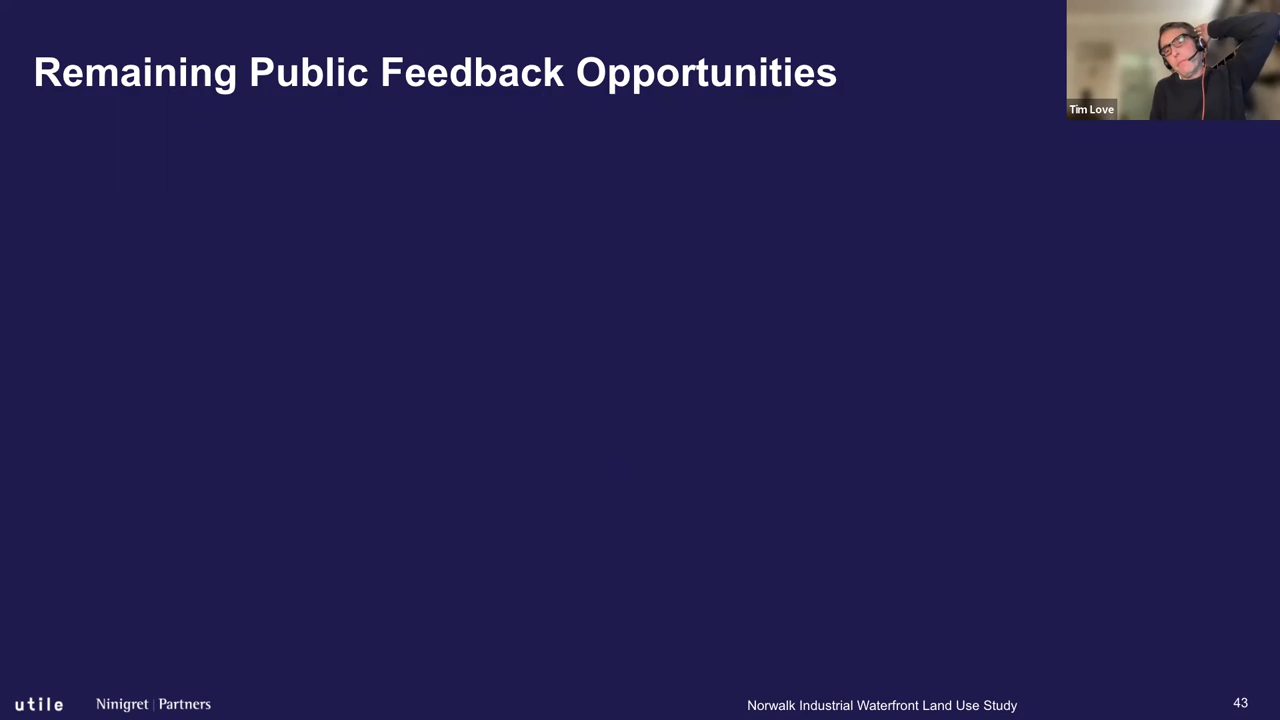 Remaining Public Feedback Opportunities
Tim Love
utile
Ninigret | Partners
Norwalk Industrial Waterfront Land Use Study
43